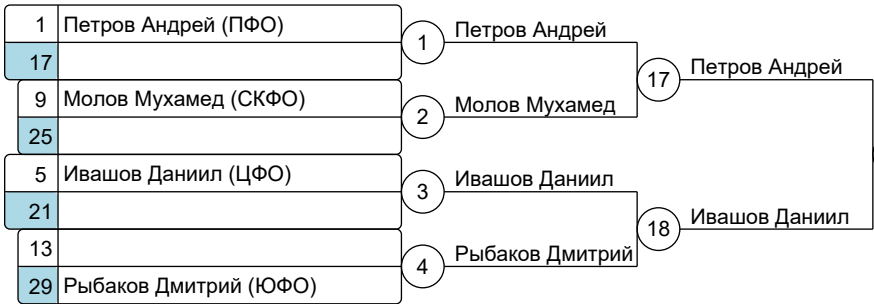 1 Петров Андрей (ПФО)
17
1
Петров Андрей
9 Молов Мухамед (СКФО)
25
2
Молов Мухамед
17
Петров Андрей
5 Ивашов Даниил (ЦФО)
21
3
Ивашов Даниил
13
29 Рыбаков Дмитрий (ЮФО)
4
Рыбаков Дмитрий
18
Ивашов Даниил